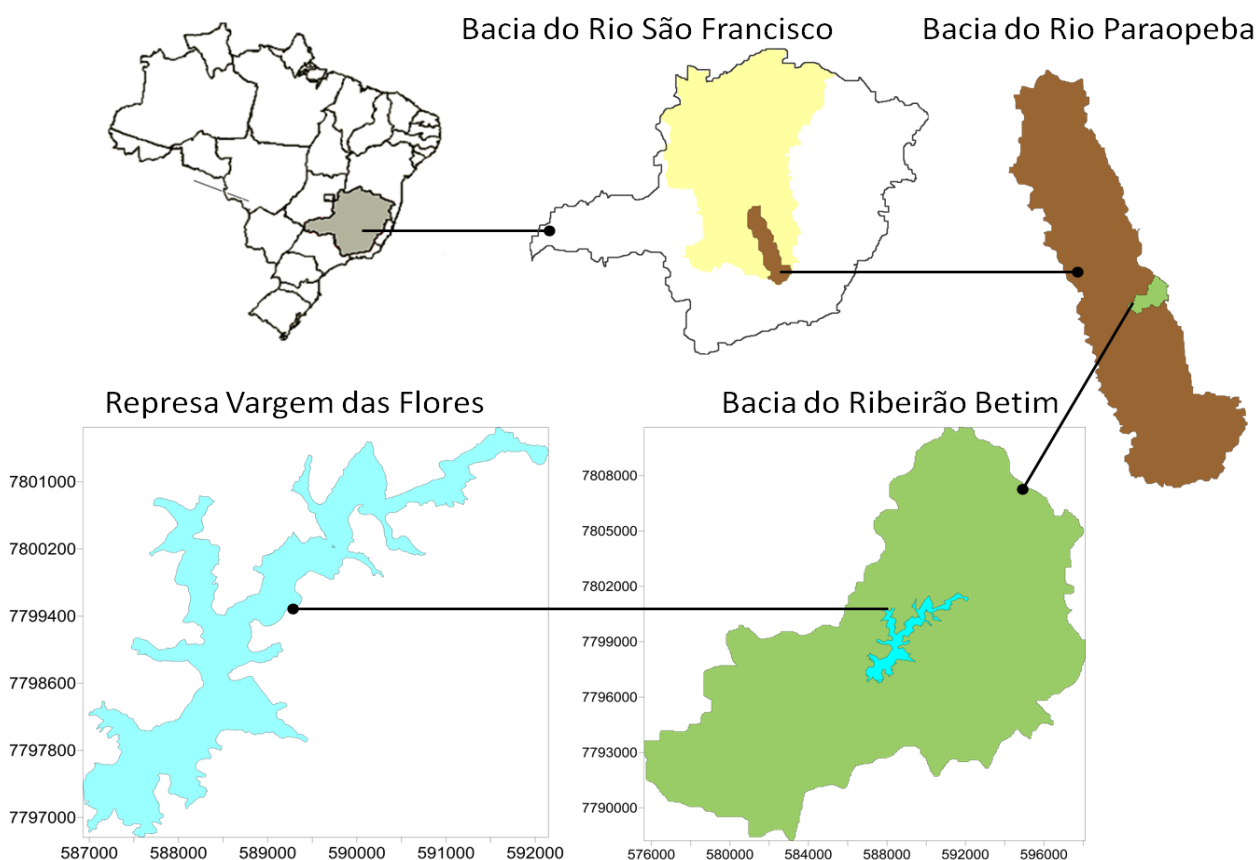 Bacia do Rio São Francisco
Bacia do Rio Paraopeba
Represa Vargem das Flores
Bacia do Ribeirão Betim
7801000
7800200
7799400
7798600
7797800
7797000
587000 588000 589000 590000 591000 592000
7808000
7805000
7802000
7799000
7796000
7793000
7790000
576000 580000 584000 588000 592000 596000